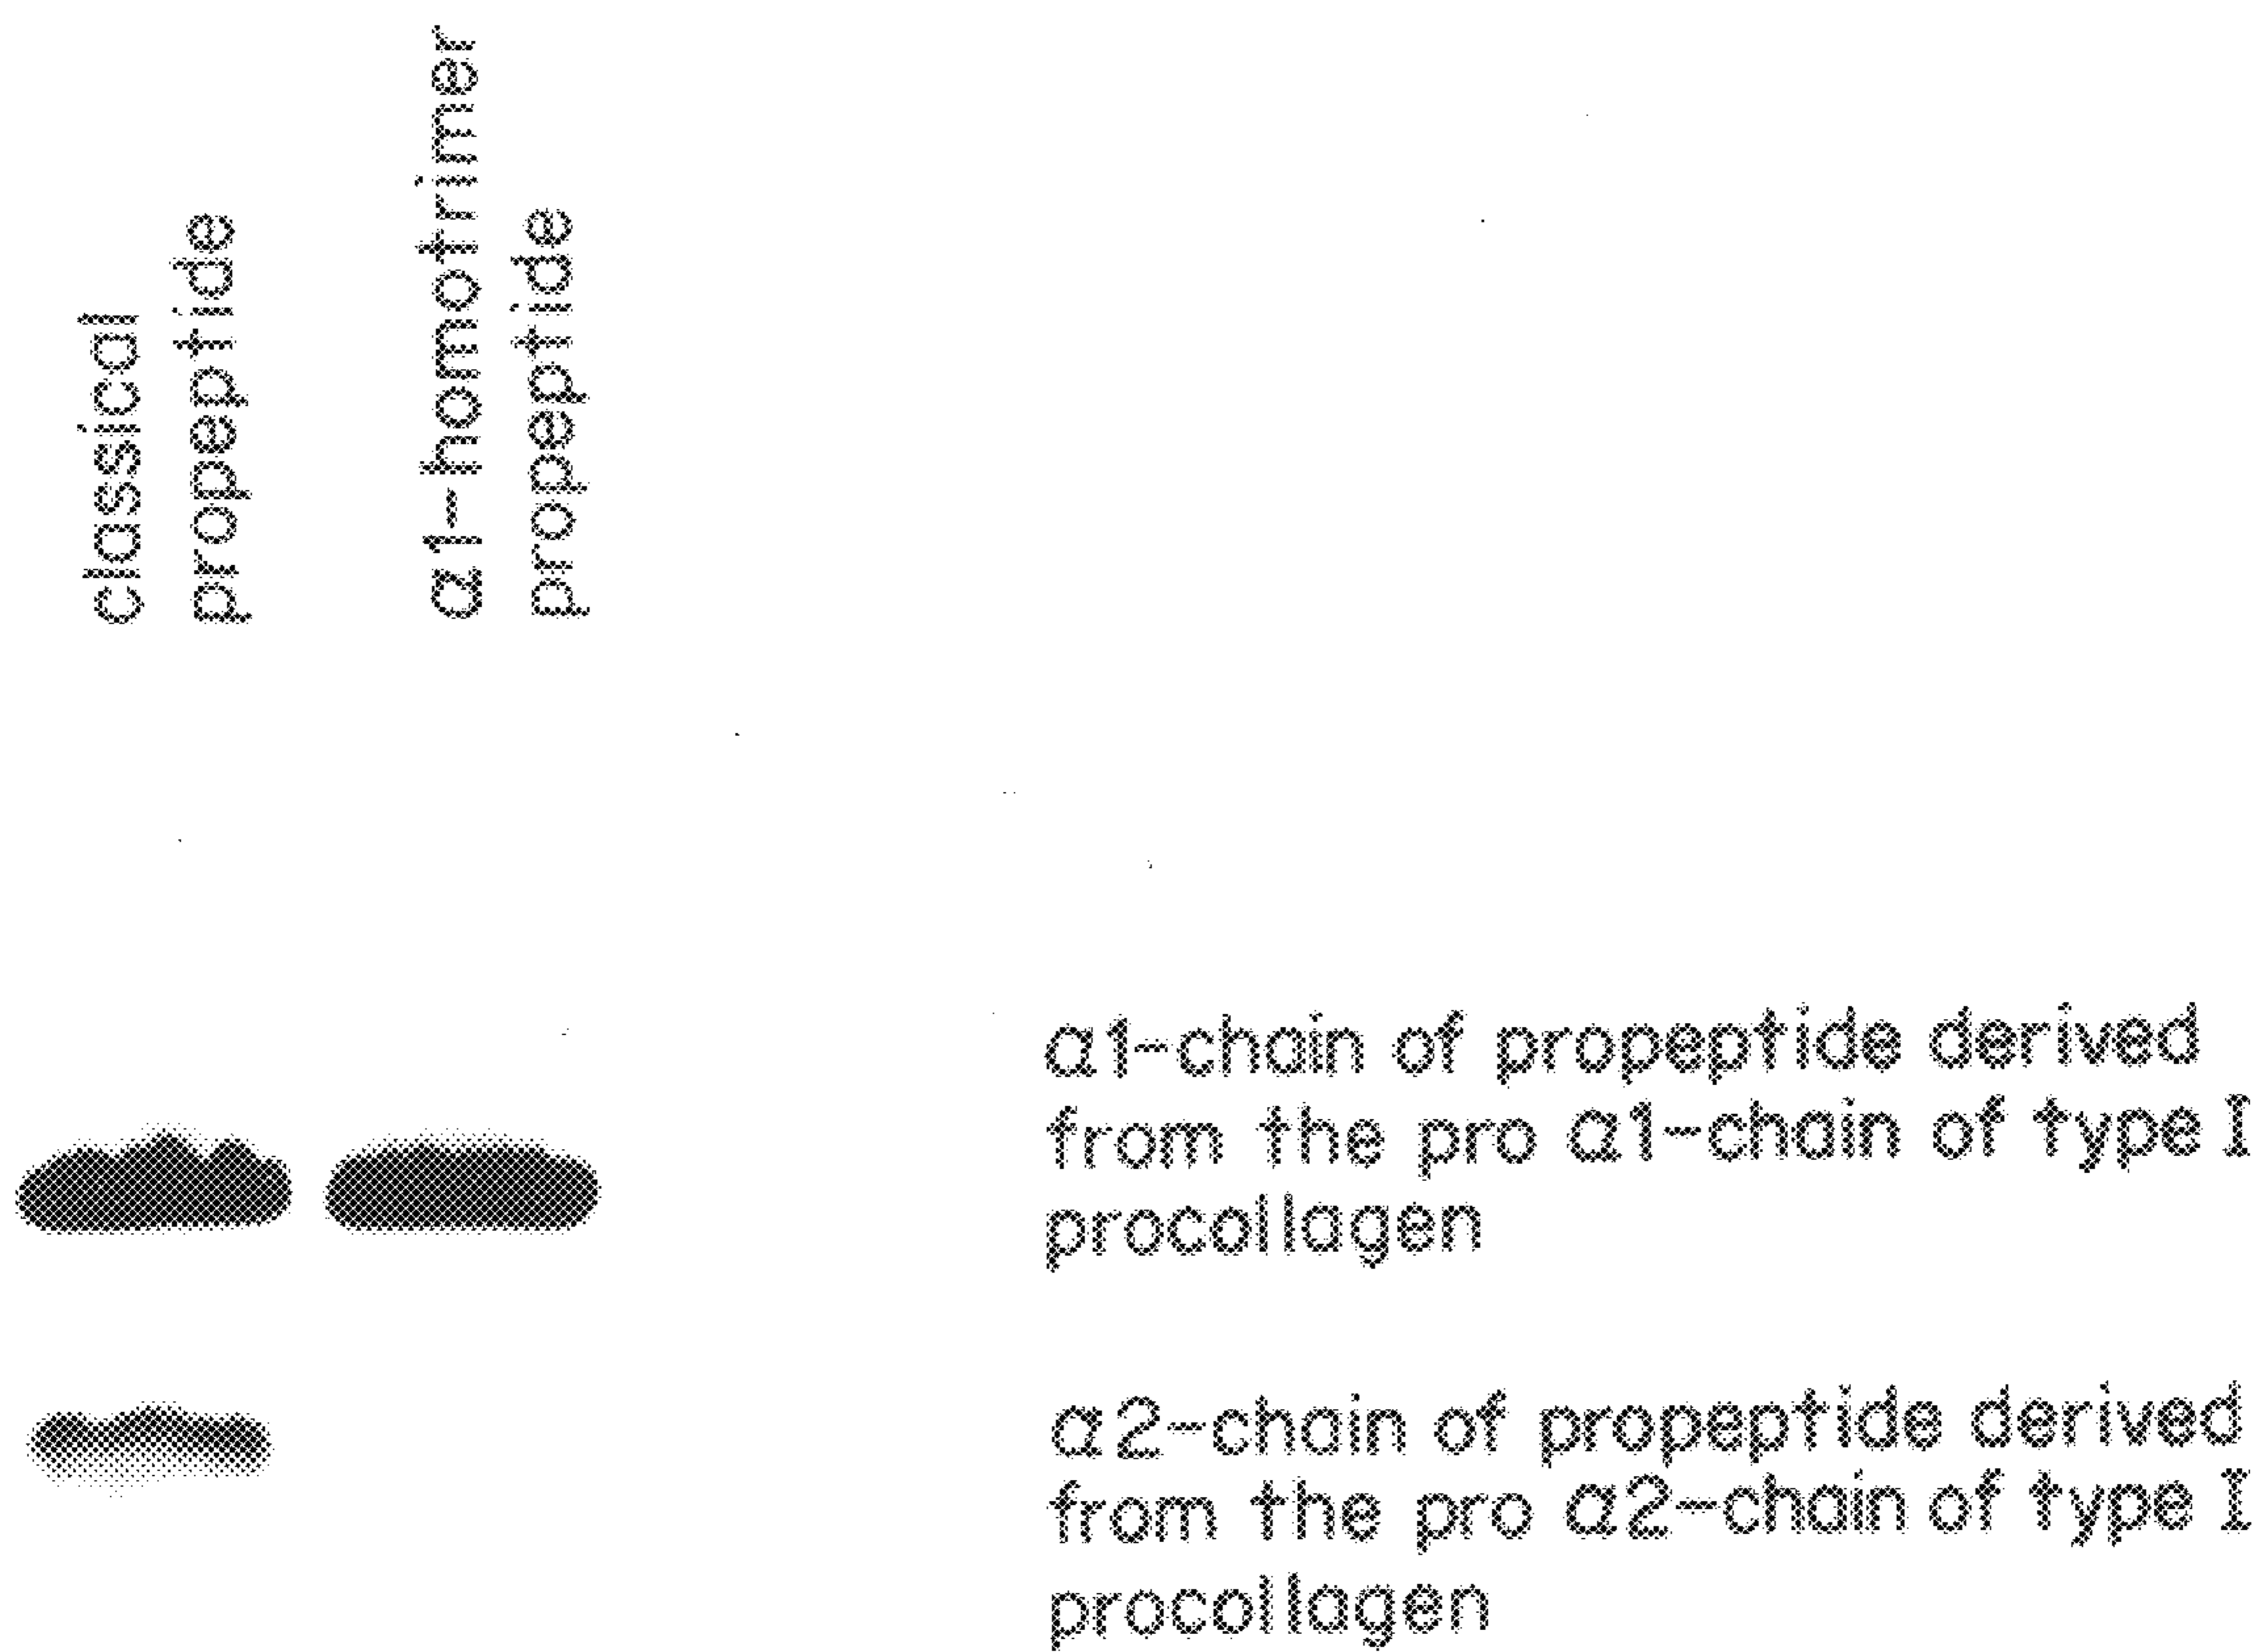 classical
propeptide
α1-homotrimer
propeptide
α1-chain of propeptide derived
from the pro α1-chain of type I
procollagen
α2-chain of propeptide derived
from the pro α2-chain of type I
procollagen